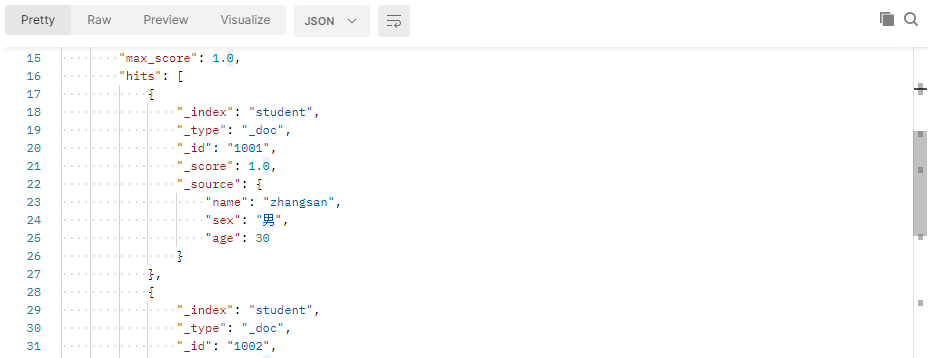 Pretty Raw Preview Visualize JSON
15 "max_score": 1.0,
16 "hits": [
17 {
18 "_index": "student",
19 "_type": "_doc",
20 "_id": "1001",
21 "_score": 1.0,
22 "_source": {
23 "name": "zhangsan",
24 "sex": "男",
25 "age": 30
26 }
27 },
28 {
29 "_index": "student",
30 "_type": "_doc",
31 "_id": "1002",